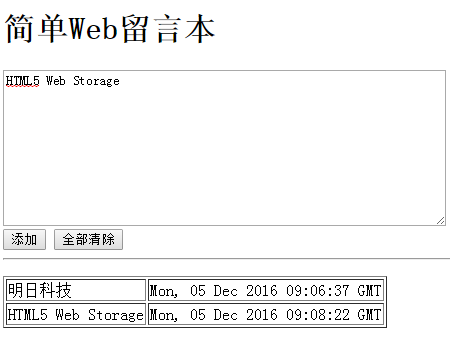 简单Web留言本
HTML5 Web Storage
添加 全部清除
明日科技 Mon, 05 Dec 2016 09:06:37 GMT
HTML5 Web Storage Mon, 05 Dec 2016 09:08:22 GMT